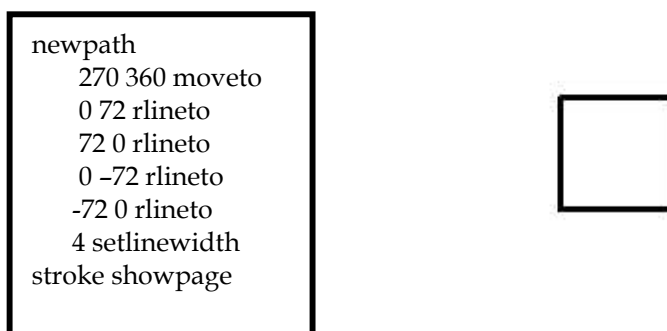 newpath
270 360 moveto
0 72 rlineto
72 0 rlineto
0 –72 rlineto
-72 0 rlineto
4 setlinewidth
stroke showpage